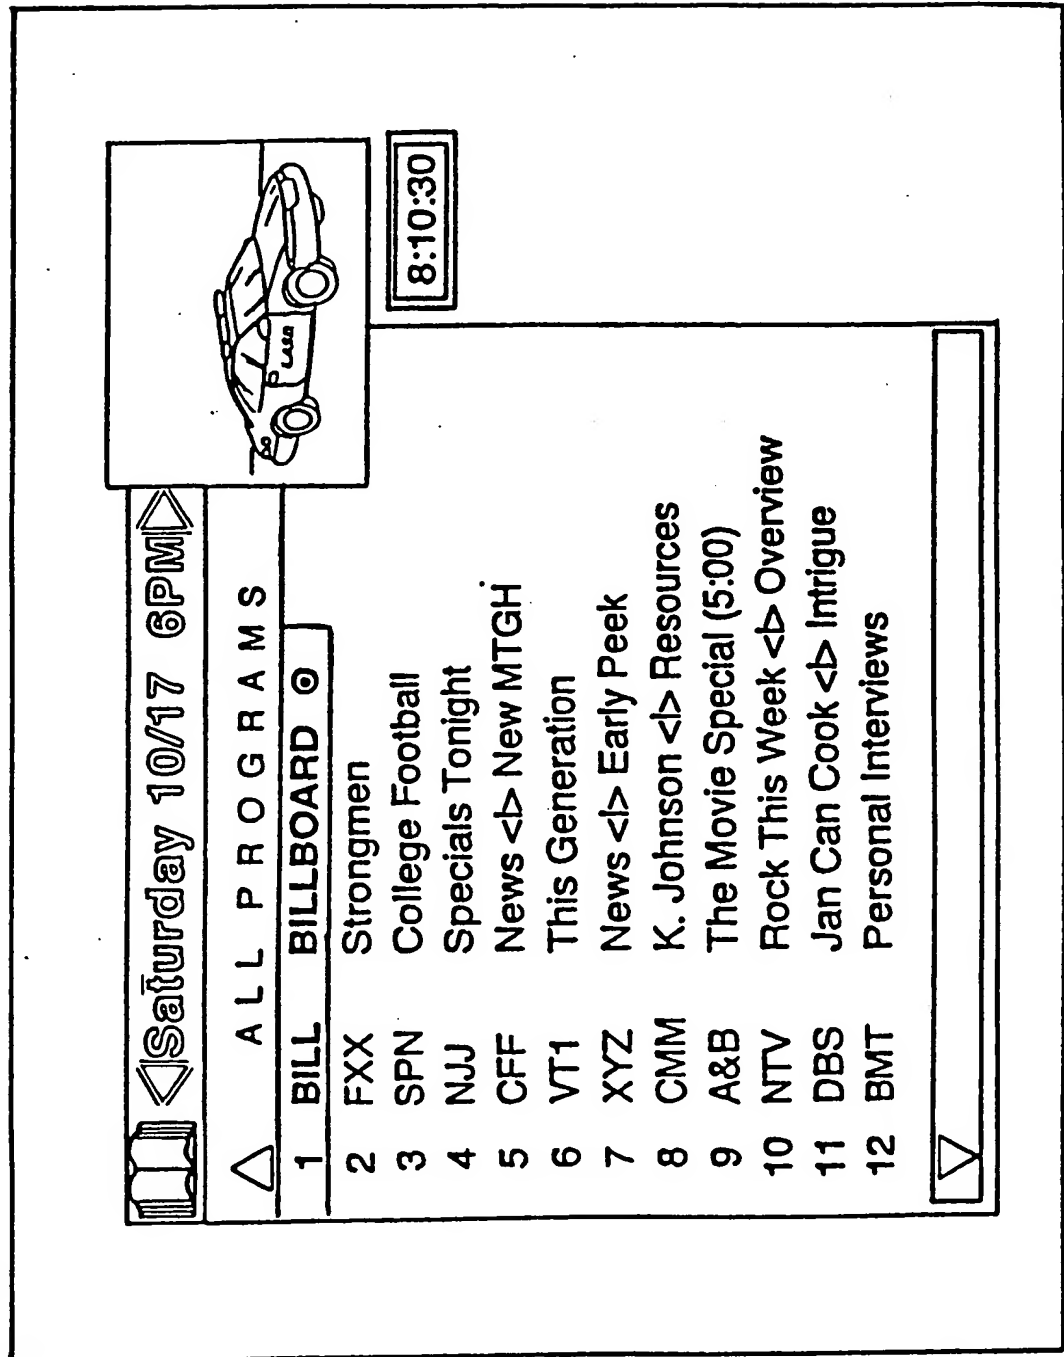 Saturday 10/17 6PM
ALL PROGRAMS
1 BILL BILLBOARD
2 FXX Strongmen
3 SPN College Football
4 NJJ Specials Tonight
5 CFF News <I> New MTGH
6 VT1 This Generation
7 XYZ News <I> Early Peek
8 CMM K. Johnson <I> Resources
9 A&B The Movie Special (5:00)
10 NTV Rock This Week <I> Overview
11 DBS Jan Can Cook <I> Intrigue
12 BMT Personal Interviews
8:10:30